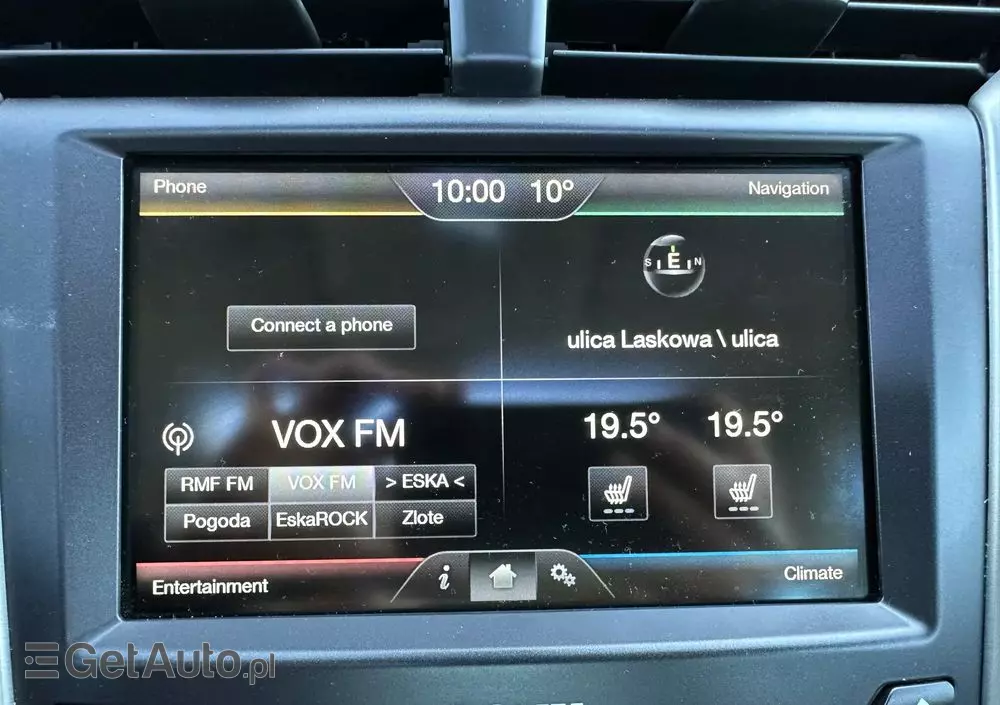 Phone
10:00 10°
Navigation
S E N
Connect a phone
ulica Laskowa \ ulica
VOX FM
19.5° 19.5°
RMF FM VOX FM > ESKA <
Pogoda EskaROCK Zlote
Entertainment
i
Climate
GetAuto.pl